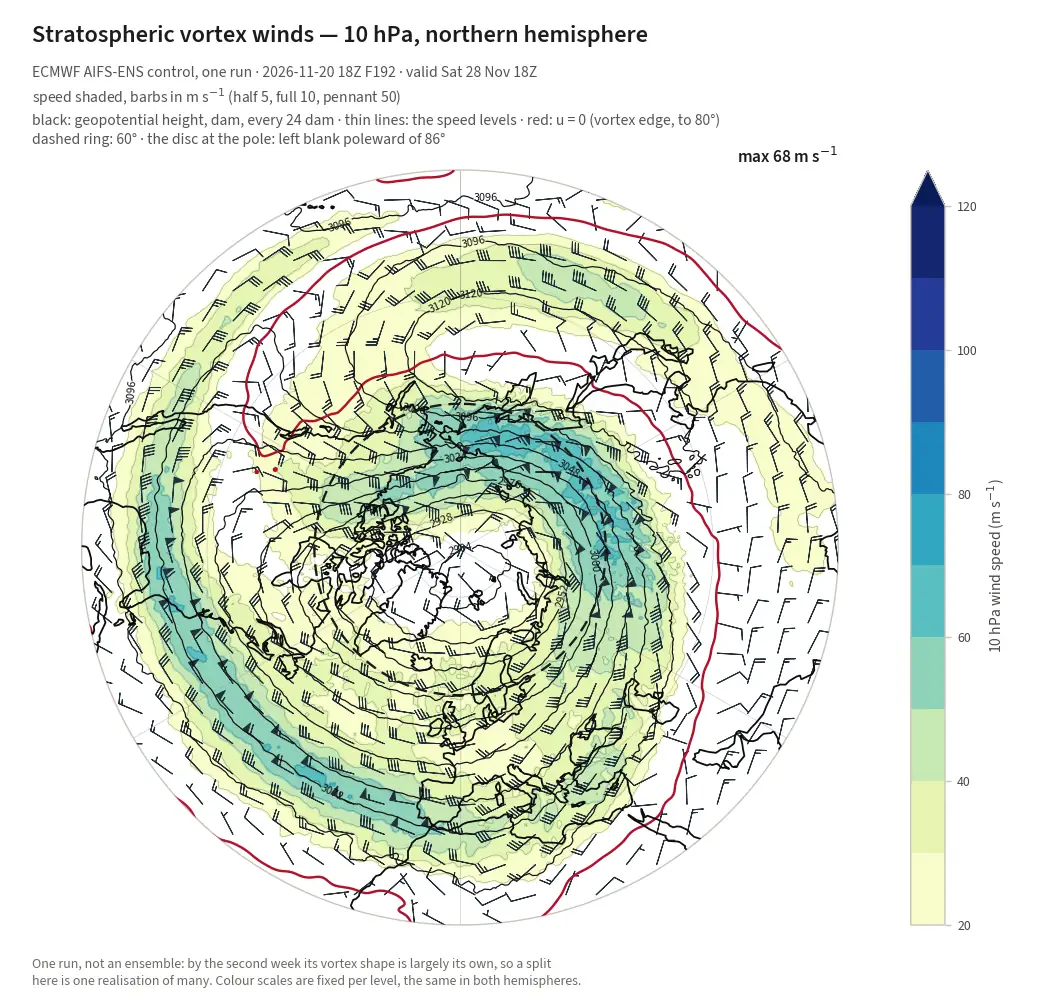 Stratospheric vortex winds — 10 hPa, northern hemisphere
ECMWF AIFS-ENS control, one run · 2026-11-20 18Z F192 · valid Sat 28 Nov 18Z
speed shaded, barbs in m s⁻¹ (half 5, full 10, pennant 50)
black: geopotential height, dam, every 24 dam · thin lines: the speed levels · red: u = 0 (vortex edge, to 80°)
dashed ring: 60° · the disc at the pole: left blank poleward of 86°
max 68 m s⁻¹
3096
3096
3096
3120
3120
3096
3048
2928
2904
120
100
80
60
40
20
10 hPa wind speed (m s⁻¹)
One run, not an ensemble: by the second week its vortex shape is largely its own, so a split
here is one realisation of many. Colour scales are fixed per level, the same in both hemispheres.